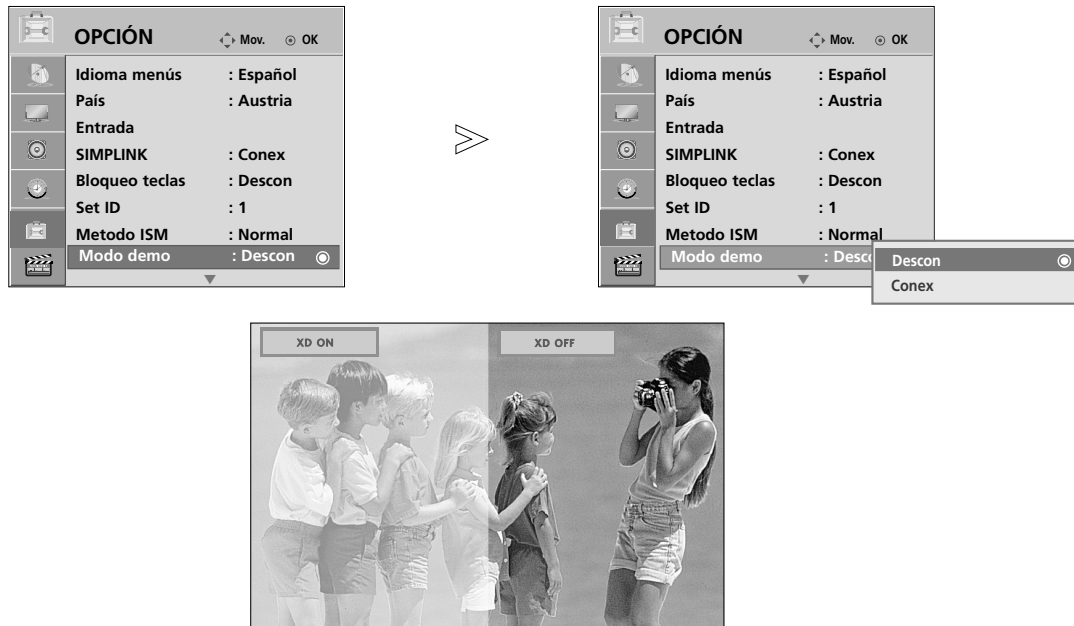 OPCIÓN Mov. OK
Idioma menús : Español
País : Austria
Entrada
SIMPLINK : Conex
Bloqueo teclas : Descon
Set ID : 1
Metodo ISM : Normal
Modo demo : Descon
OPCIÓN Mov. OK
Idioma menús : Español
País : Austria
Entrada
SIMPLINK : Conex
Bloqueo teclas : Descon
Set ID : 1
Metodo ISM : Normal
Modo demo : Desc
Descon
Conex
XD ON
XD OFF